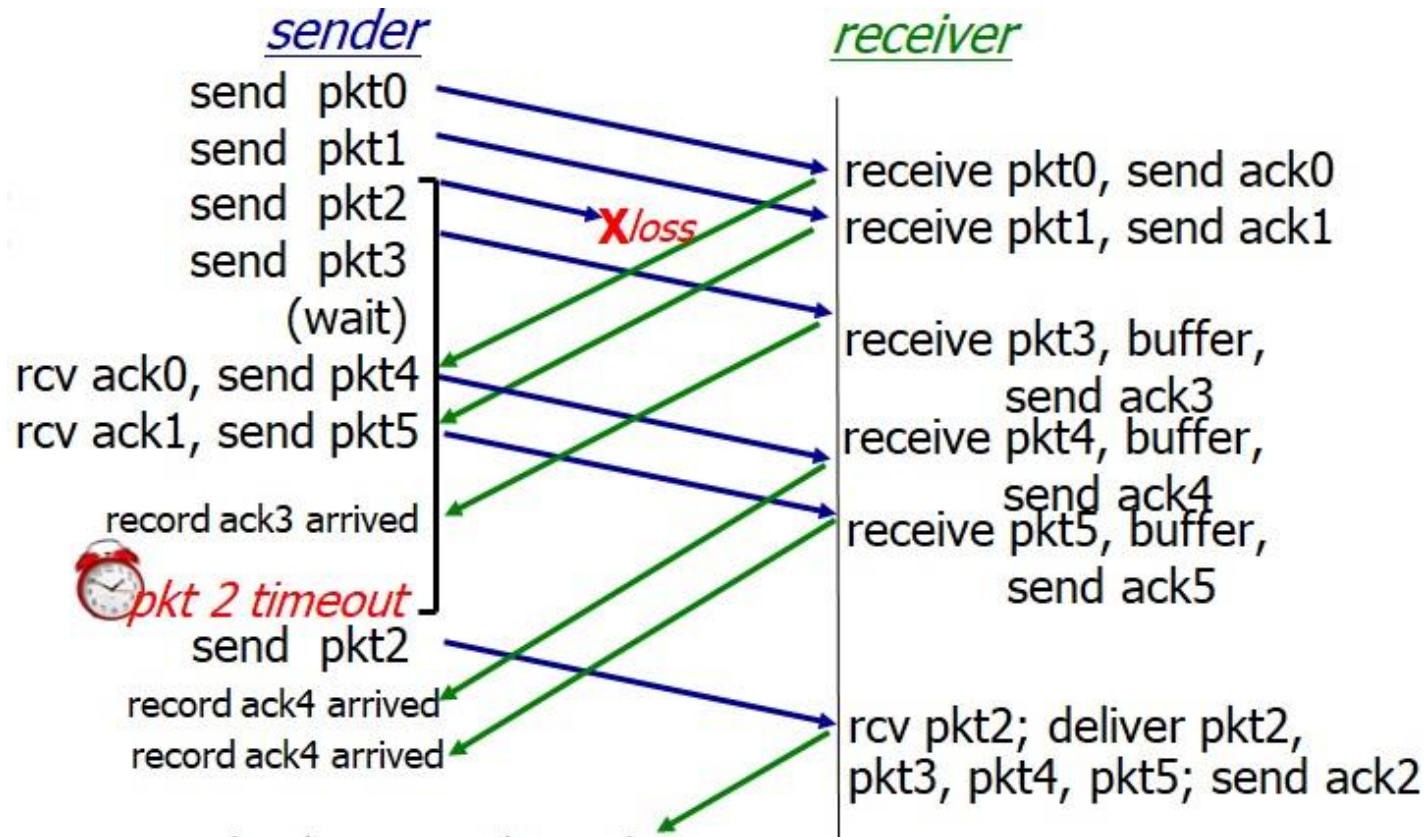 sender
receiver
send pkt0
send pkt1
send pkt2
send pkt3
(wait)
rcv ack0, send pkt4
rcv ack1, send pkt5
record ack3 arrived
pkt 2 timeout
send pkt2
record ack4 arrived
record ack4 arrived
X loss
receive pkt0, send ack0
receive pkt1, send ack1
receive pkt3, buffer,
send ack3
receive pkt4, buffer,
send ack4
receive pkt5, buffer,
send ack5
rcv pkt2; deliver pkt2,
pkt3, pkt4, pkt5; send ack2